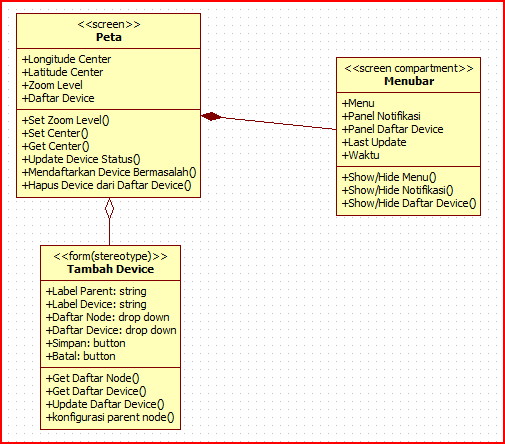 <<screen>>
Peta
+Longitude Center
+Latitude Center
+Zoom Level
+Daftar Device
+Set Zoom Level()
+Set Center()
+Get Center()
+Update Device Status()
+Mendaftarkan Device Bermasalah()
+Hapus Device dari Daftar Device()
<<screen compartment>>
Menubar
+Menu
+Panel Notifikasi
+Panel Daftar Device
+Last Update
+Waktu
+Show/Hide Menu()
+Show/Hide Notifikasi()
+Show/Hide Daftar Device()
<<form(stereotype)>>
Tambah Device
+Label Parent: string
+Label Device: string
+Daftar Node: drop down
+Daftar Device: drop down
+Simpan: button
+Batal: button
+Get Daftar Node()
+Get Daftar Device()
+Update Daftar Device()
+konfigurasi parent node()